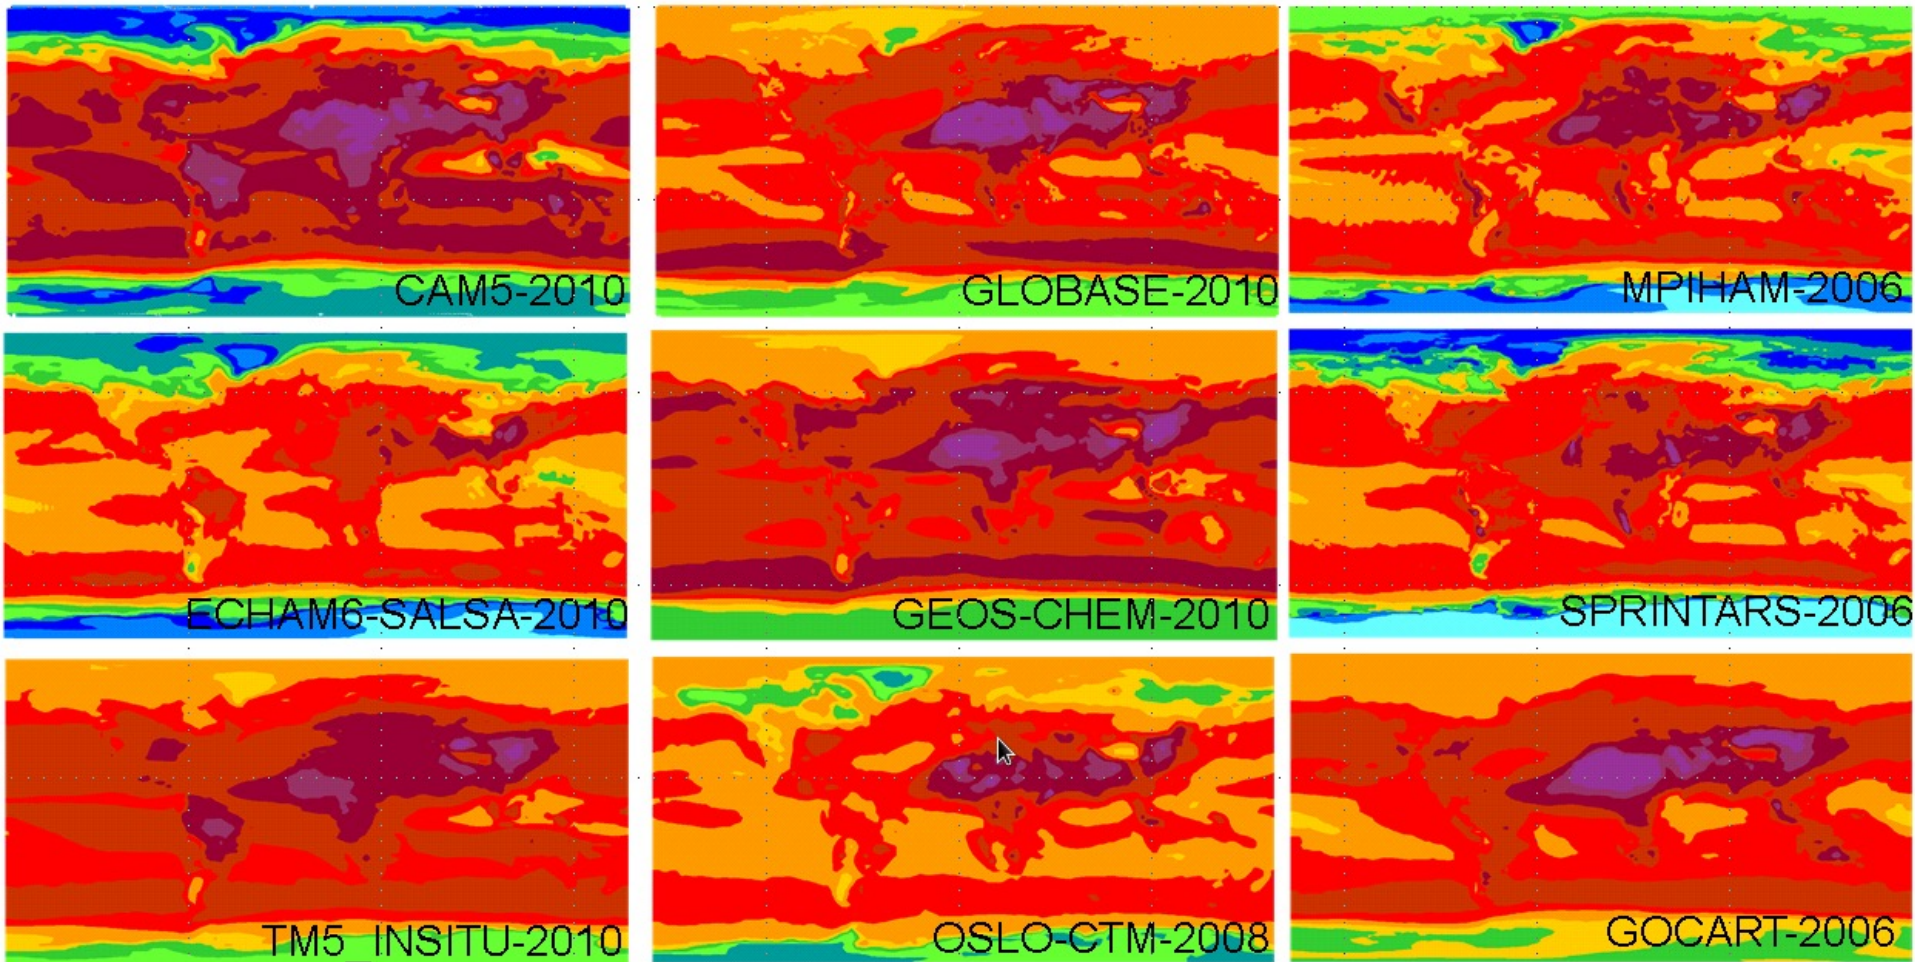 CAM5-2010
GLOBASE-2010
MPIHAM-2006
ECHAM6-SALSA-2010
GEOS-CHEM-2010
SPRINTARS-2006
TM5 INSITU-2010
OSLO-CTM-2008
GOCART-2006